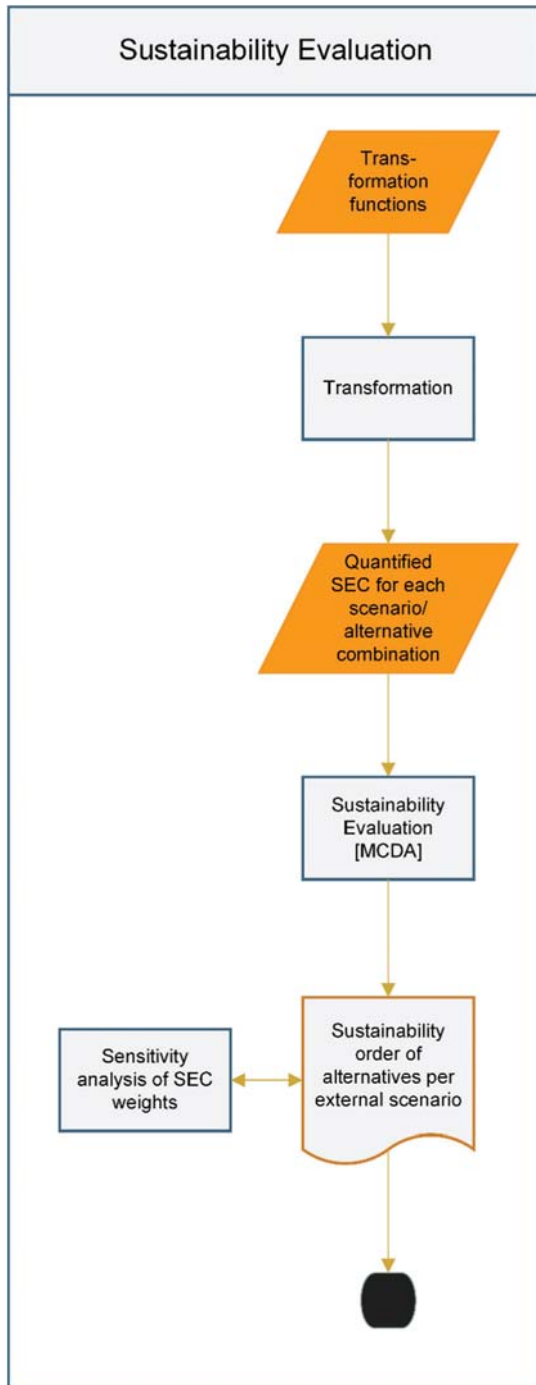 Sustainability Evaluation
Trans-
formation
functions
Transformation
Quantified
SEC for each
scenario/
alternative
combination
Sustainability
Evaluation
[MCDA]
Sustainability
order of
alternatives per
external scenario
Sensitivity
analysis of SEC
weights